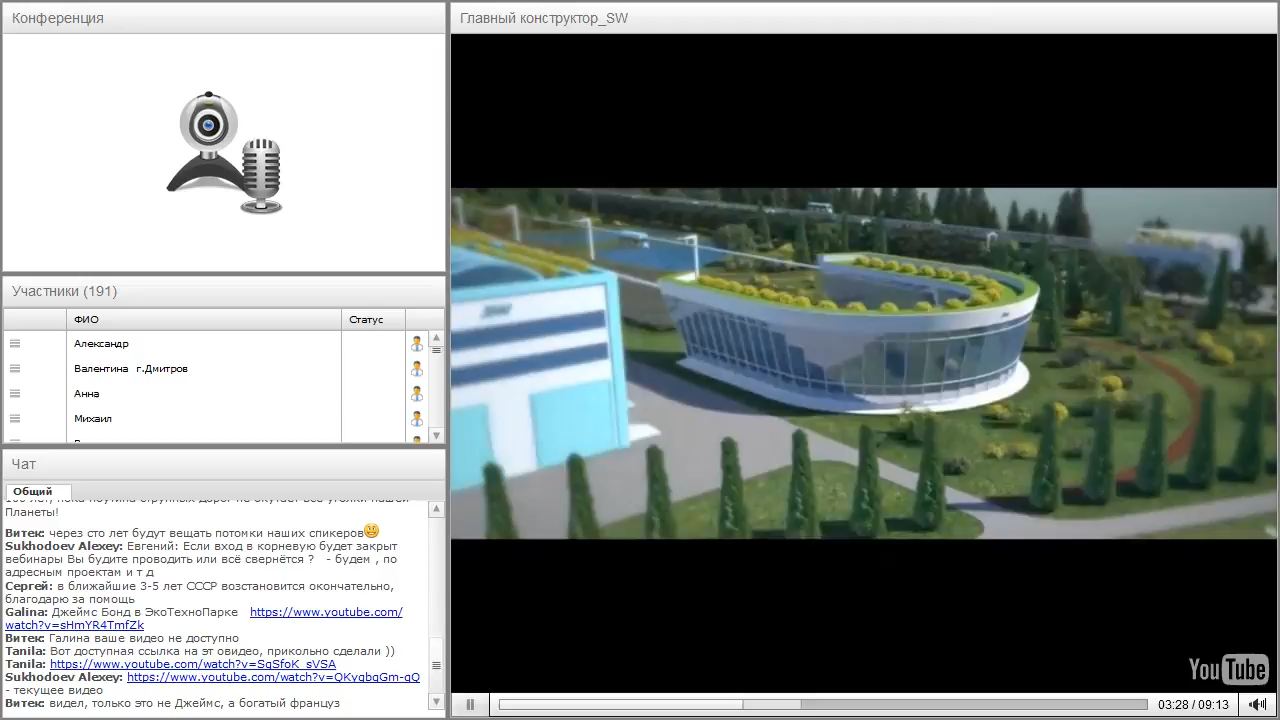 Конференция
Главный конструктор_SW
Участники (191)
ФИО
Статус
Александр
Валентина г.Дмитров
Анна
Михаил
Чат
Общий
Планеты!
Витек: через сто лет будут вещать потомки наших спикеров
Sukhodoev Alexey: Евгений: Если вход в корневую будет закрыт
вебинары Вы будите проводить или всё свернётся ? - будем , по
адресным проектам и т д
Сергей: в ближайшие 3-5 лет СССР возстановится окончательно,
благодарю за помощь
Galina: Джеймс Бонд в ЭкоТехноПарке https://www.youtube.com/
watch?v=sHmYR4TmfZk
Витек: Галина ваше видео не доступно
Tanila: Вот доступная ссылка на эт овидео, прикольно сделали ))
Tanila: https://www.youtube.com/watch?v=SgSfoK_sVSA
Sukhodoev Alexey: https://www.youtube.com/watch?v=QKygbgGm-gQ
- текущее видео
Витек: видел, только это не Джеймс, а богатый француз
YouTube
03:28 / 09:13